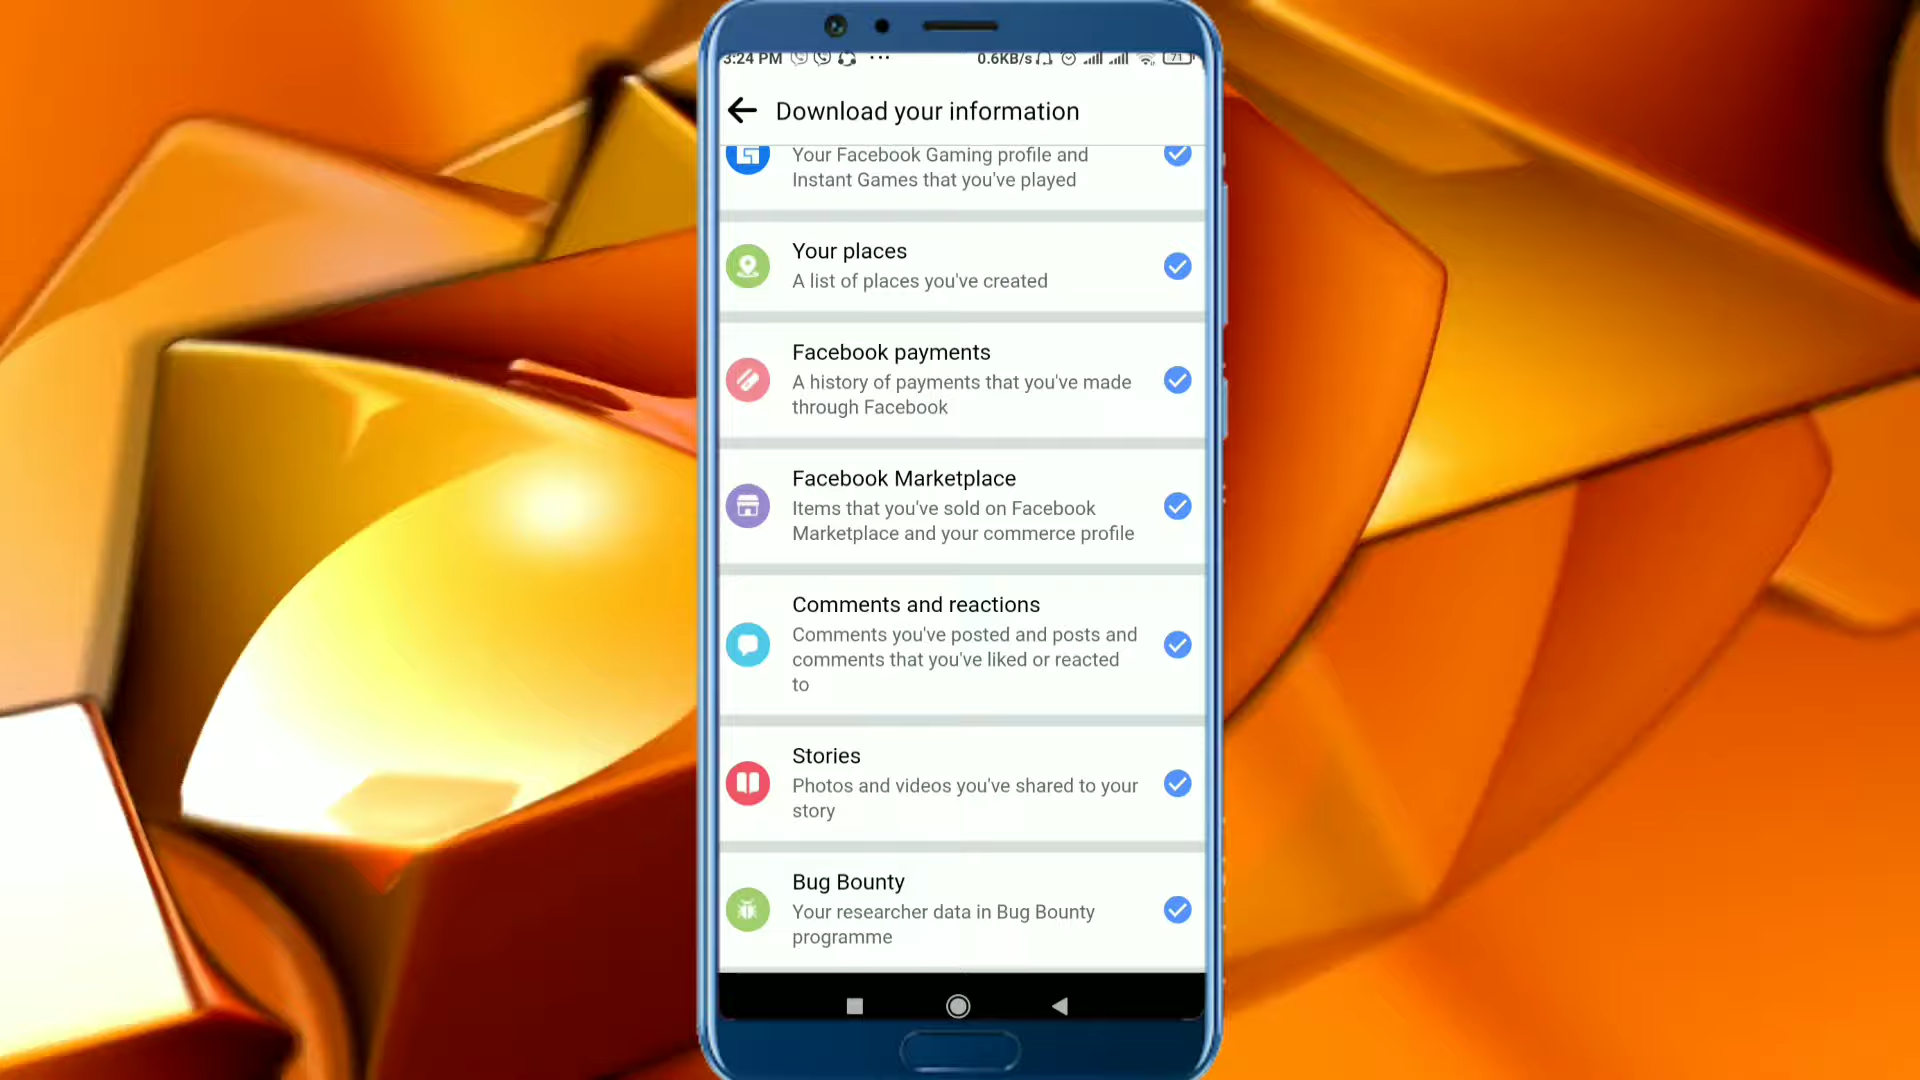 3:24 PM 0.6KB/s 71
Download your information
Your Facebook Gaming profile and
Instant Games that you've played
Your places
A list of places you've created
Facebook payments
A history of payments that you've made
through Facebook
Facebook Marketplace
Items that you've sold on Facebook
Marketplace and your commerce profile
Comments and reactions
Comments you've posted and posts and
comments that you've liked or reacted
to
Stories
Photos and videos you've shared to your
story
Bug Bounty
Your researcher data in Bug Bounty
programme